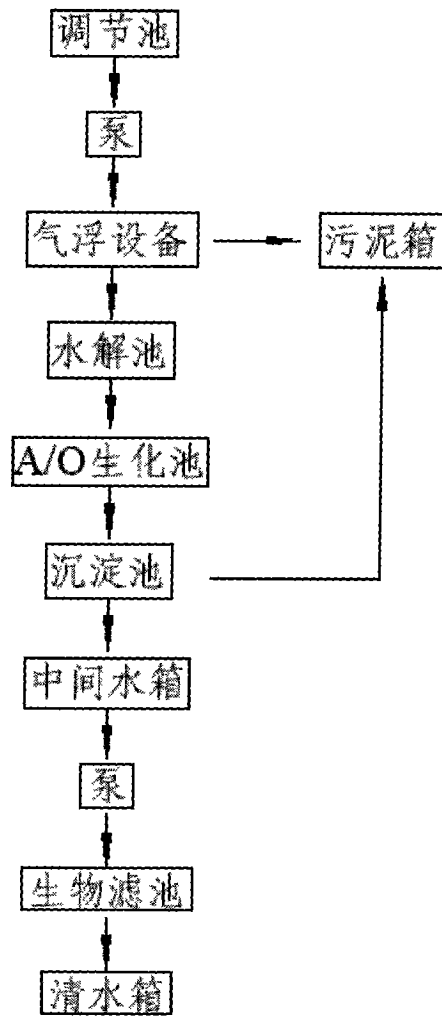 调节池
泵
气浮设备
污泥箱
水解池
A/O生化池
沉淀池
中间水箱
泵
生物滤池
清水箱